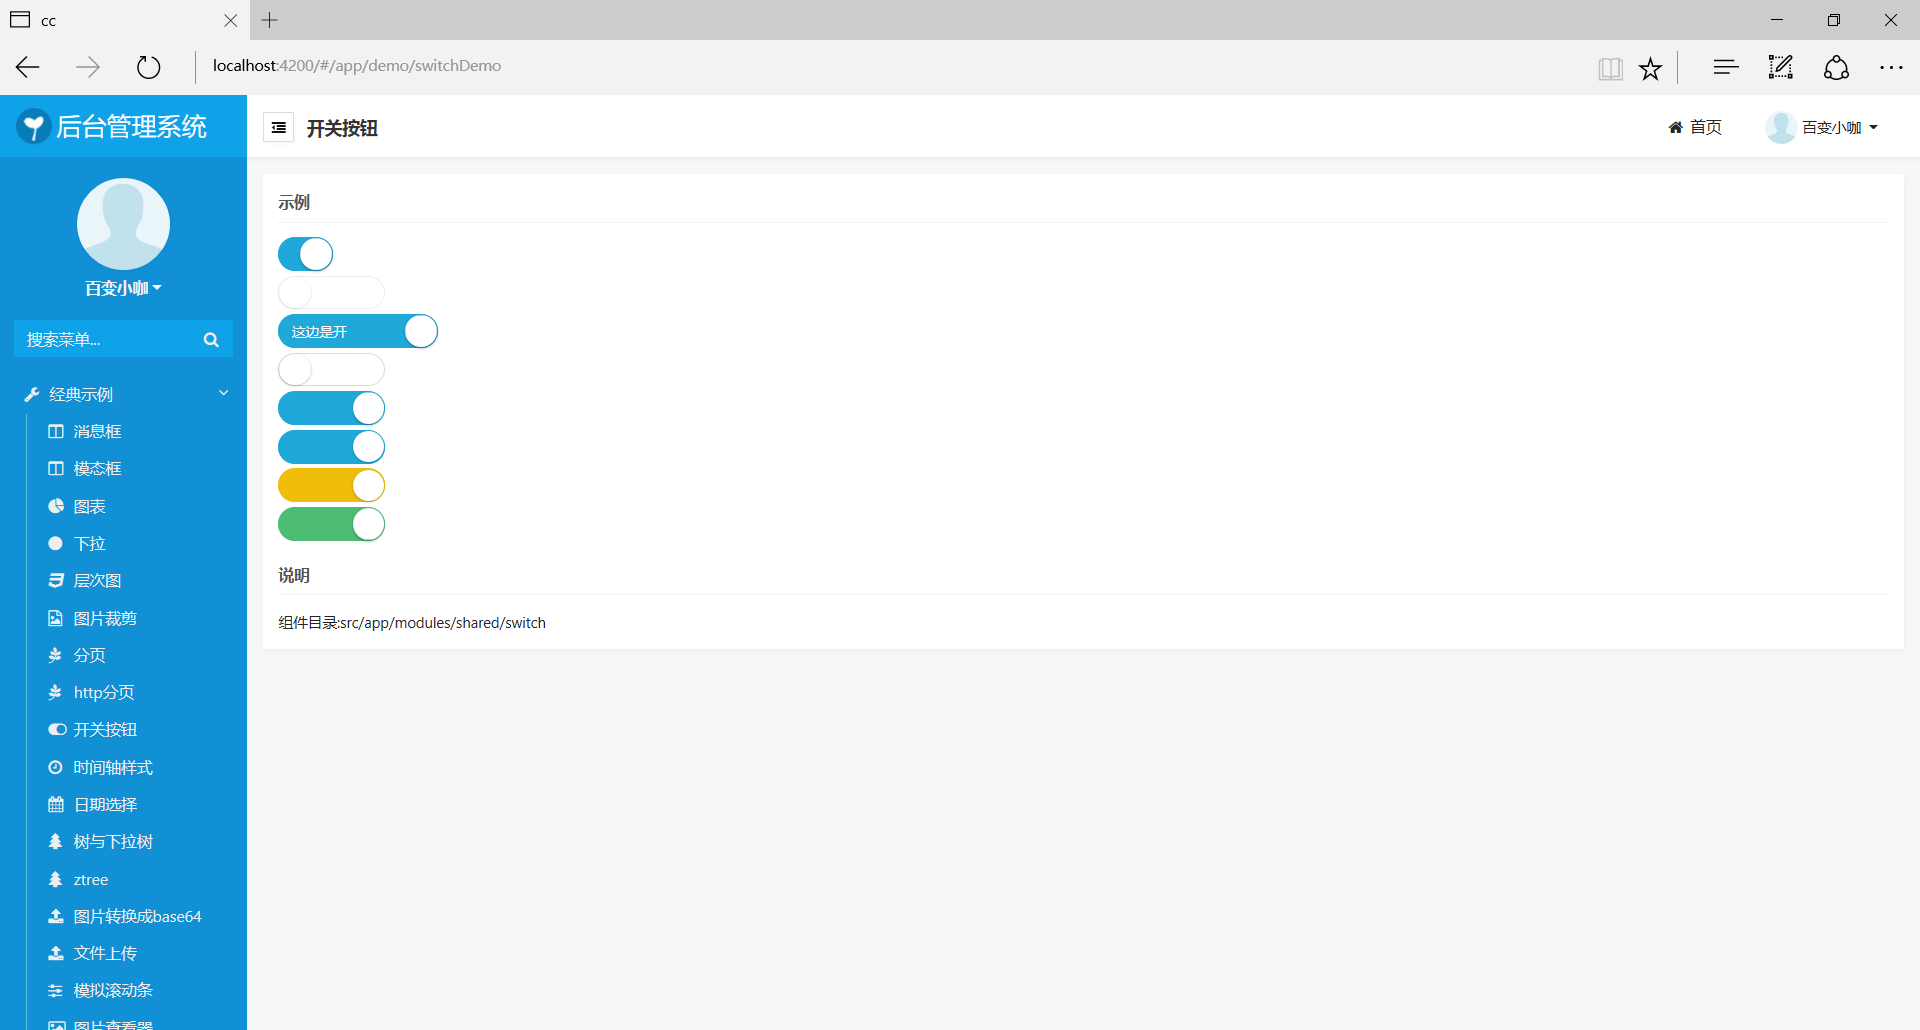 cc
localhost:4200/#/app/demo/switchDemo
后台管理系统
开关按钮
首页
百变小咖
百变小咖
搜索菜单...
经典示例
消息框
模态框
图表
下拉
层次图
图片裁剪
分页
http分页
开关按钮
时间轴样式
日期选择
树与下拉树
ztree
图片转换成base64
文件上传
模拟滚动条
图片查看器
示例
这边是开
说明
组件目录:src/app/modules/shared/switch